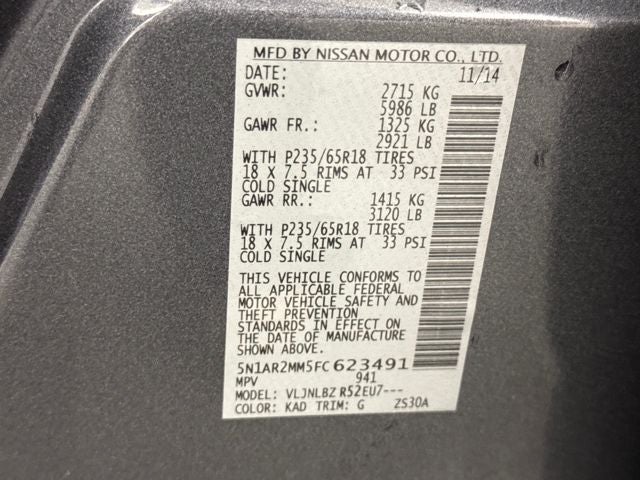 MFD BY NISSAN MOTOR CO., LTD.
DATE: 11/14
GVWR: 2715 KG
5986 LB
GAWR FR.: 1325 KG
2921 LB
WITH P235/65R18 TIRES
18 X 7.5 RIMS AT 33 PSI
COLD SINGLE
GAWR RR.: 1415 KG
3120 LB
WITH P235/65R18 TIRES
18 X 7.5 RIMS AT 33 PSI
COLD SINGLE
THIS VEHICLE CONFORMS TO
ALL APPLICABLE FEDERAL
MOTOR VEHICLE SAFETY AND
THEFT PREVENTION
STANDARDS IN EFFECT ON
THE DATE OF MANUFACTURE
SHOWN ABOVE.
5N1AR2MM5FC623491
MPV 941
MODEL: VLJNLBZ R52EU7---
COLOR: KAD TRIM: G ZS30A